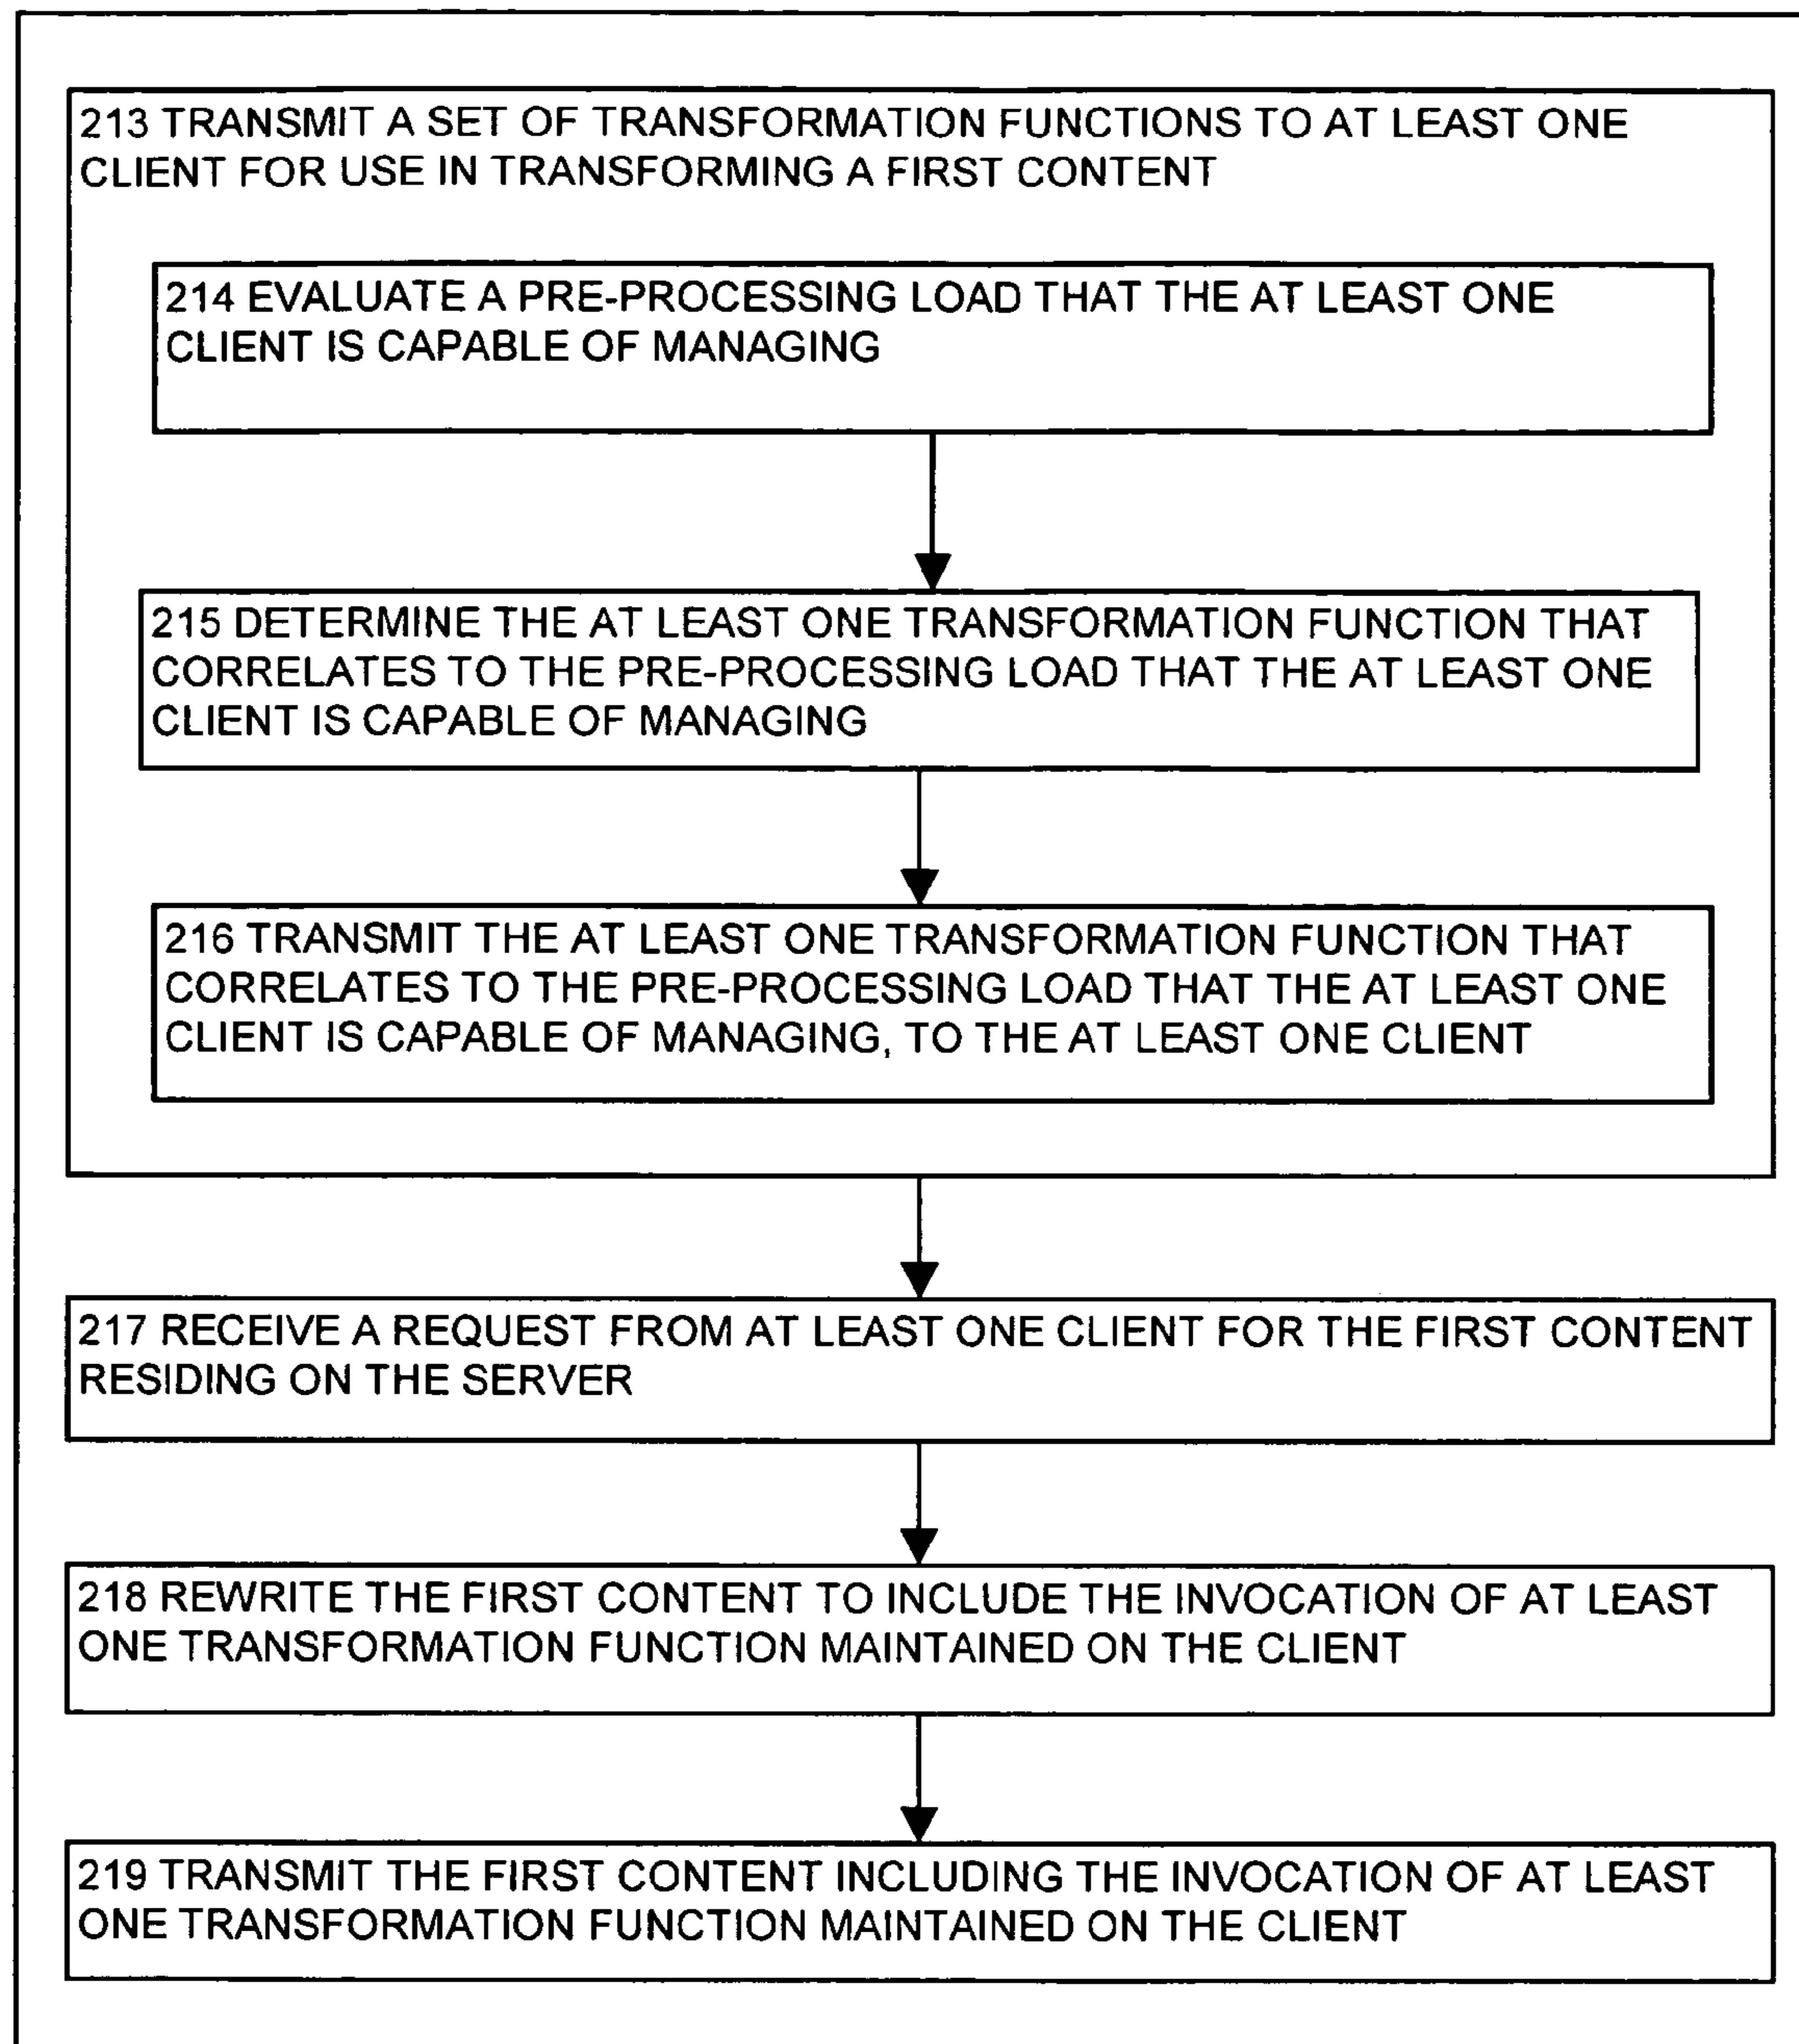 213 TRANSMIT A SET OF TRANSFORMATION FUNCTIONS TO AT LEAST ONE
CLIENT FOR USE IN TRANSFORMING A FIRST CONTENT
214 EVALUATE A PRE-PROCESSING LOAD THAT THE AT LEAST ONE
CLIENT IS CAPABLE OF MANAGING
215 DETERMINE THE AT LEAST ONE TRANSFORMATION FUNCTION THAT
CORRELATES TO THE PRE-PROCESSING LOAD THAT THE AT LEAST ONE
CLIENT IS CAPABLE OF MANAGING
216 TRANSMIT THE AT LEAST ONE TRANSFORMATION FUNCTION THAT
CORRELATES TO THE PRE-PROCESSING LOAD THAT THE AT LEAST ONE
CLIENT IS CAPABLE OF MANAGING, TO THE AT LEAST ONE CLIENT
217 RECEIVE A REQUEST FROM AT LEAST ONE CLIENT FOR THE FIRST CONTENT
RESIDING ON THE SERVER
218 REWRITE THE FIRST CONTENT TO INCLUDE THE INVOCATION OF AT LEAST
ONE TRANSFORMATION FUNCTION MAINTAINED ON THE CLIENT
219 TRANSMIT THE FIRST CONTENT INCLUDING THE INVOCATION OF AT LEAST
ONE TRANSFORMATION FUNCTION MAINTAINED ON THE CLIENT